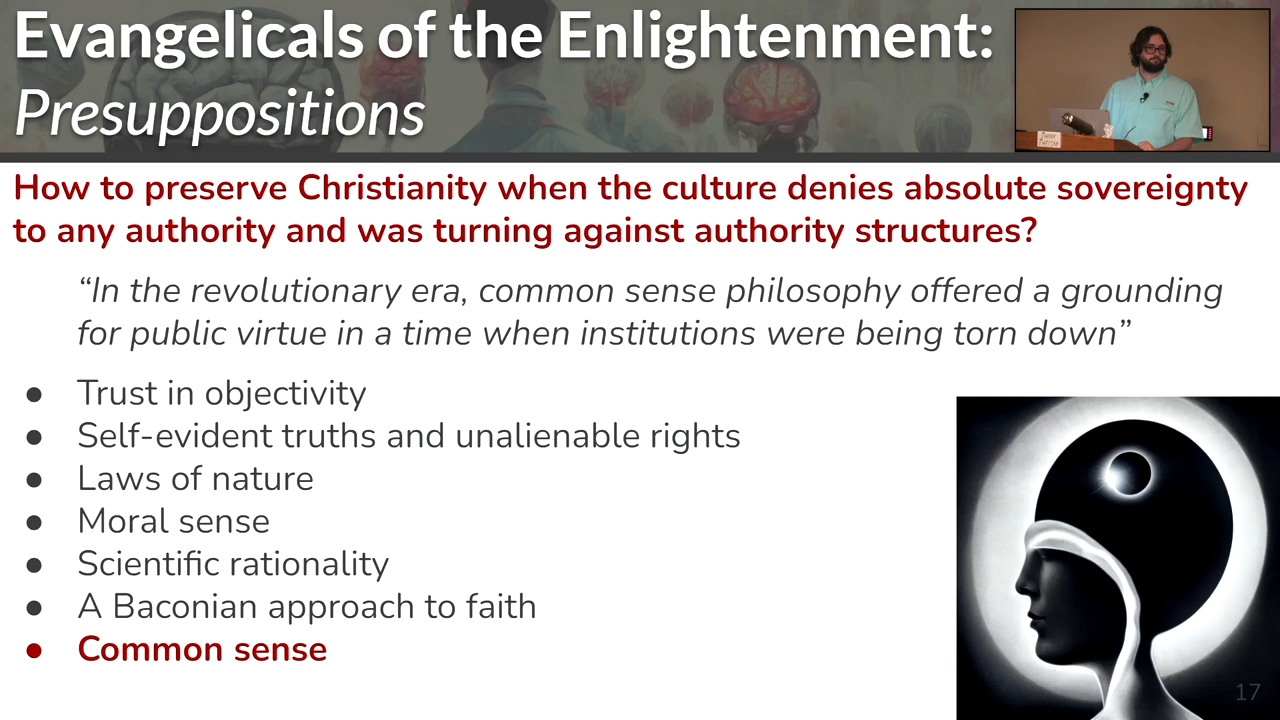 Evangelicals of the Enlightenment:
Presuppositions
How to preserve Christianity when the culture denies absolute sovereignty
to any authority and was turning against authority structures?
“In the revolutionary era, common sense philosophy offered a grounding
for public virtue in a time when institutions were being torn down”
● Trust in objectivity
● Self-evident truths and unalienable rights
● Laws of nature
● Moral sense
● Scientific rationality
● A Baconian approach to faith
● Common sense
17